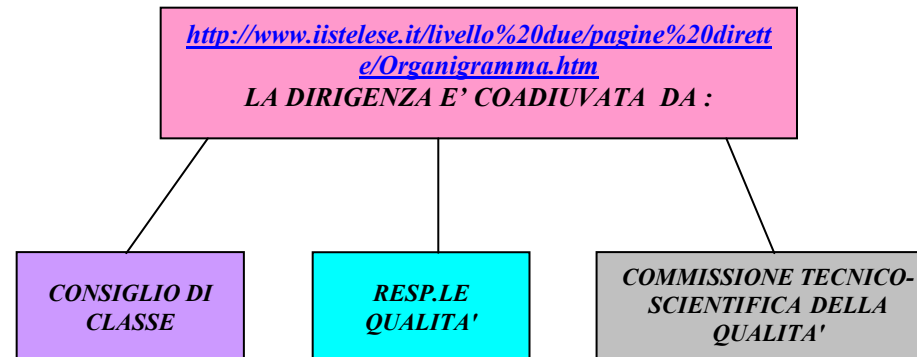 http://www.iistelese.it/livello%20due/pagine%20dirett
e/Organigramma.htm
LA DIRIGENZA E’ COADIUVATA DA :
CONSIGLIO DI
CLASSE
RESP.LE
QUALITA'
COMMISSIONE TECNICO-
SCIENTIFICA DELLA
QUALITA'